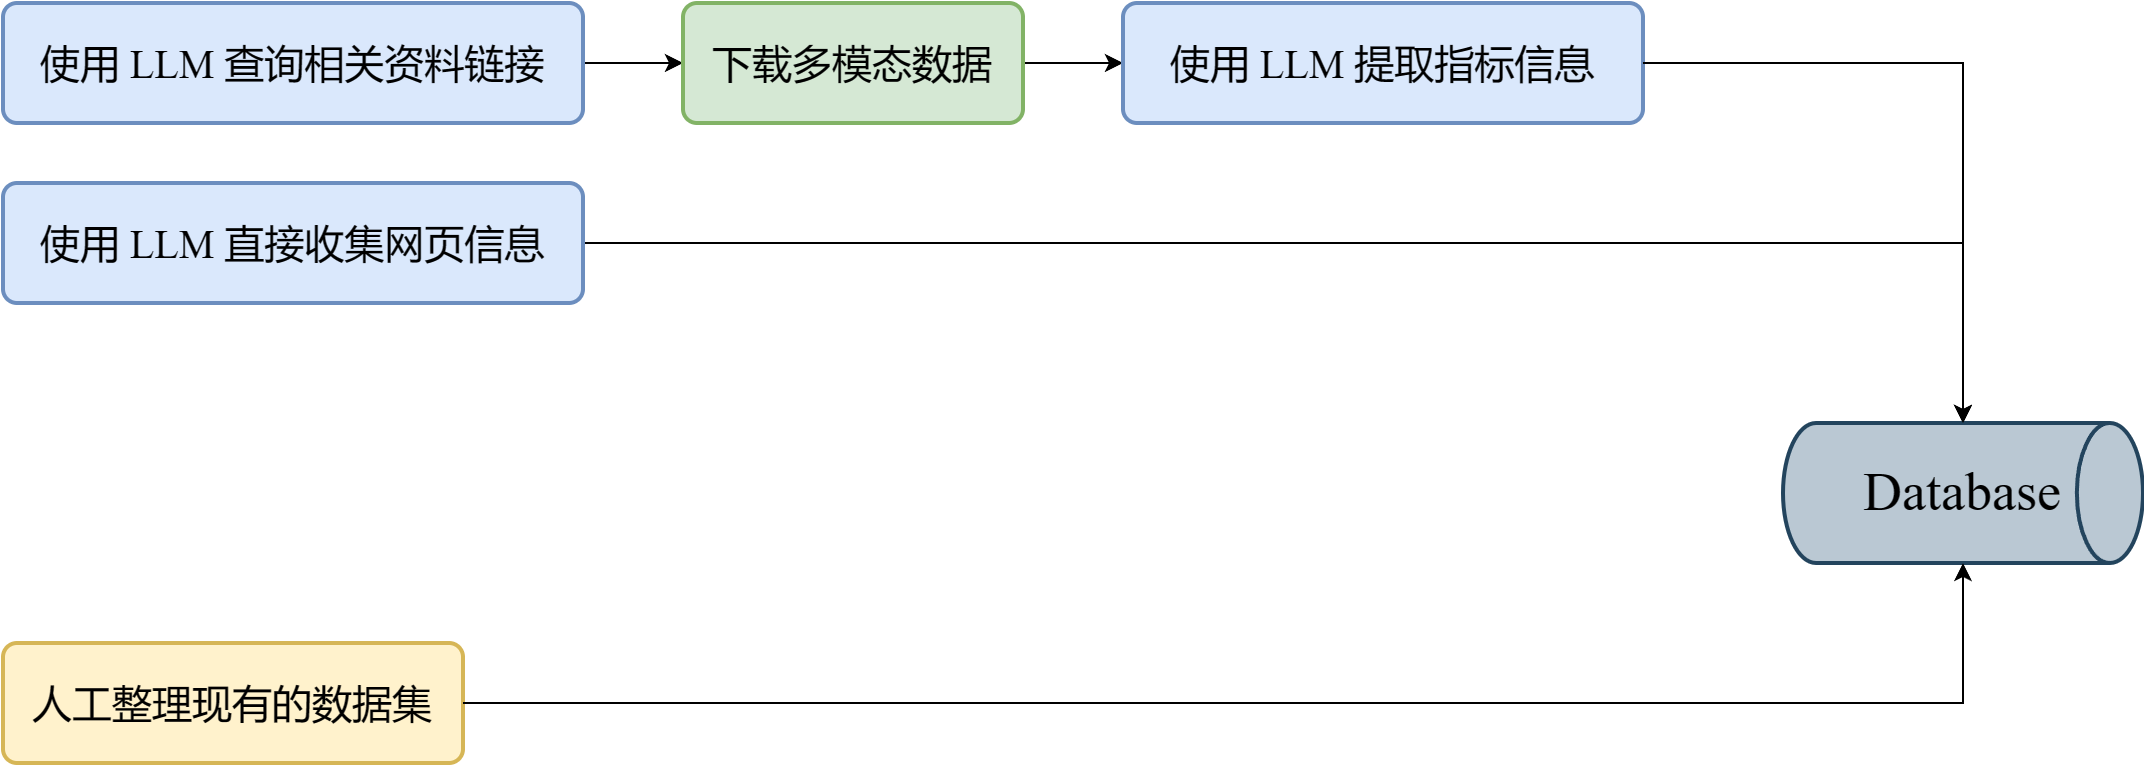 使用 LLM 查询相关资料链接
下载多模态数据
使用 LLM 提取指标信息
使用 LLM 直接收集网页信息
Database
人工整理现有的数据集